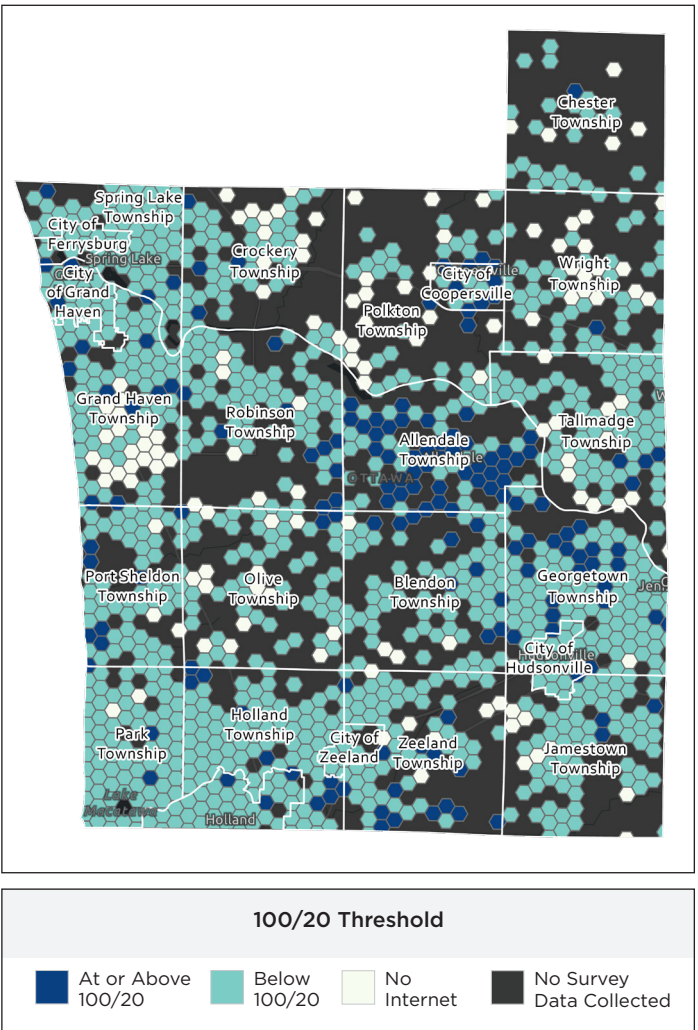 Chester
Township
Spring Lake
Township
City of
Ferrysburg
Spring Lake
City
of Grand
Haven
Crockery
Township
City of
Coopersville
Wright
Township
Polkton
Township
Grand Haven
Township
Robinson
Township
Allendale
Township
Tallmadge
Township
OTTAWA
Port Sheldon
Township
Olive
Township
Blendon
Township
Georgetown
Township
City of
Hudsonville
Park
Township
Holland
Township
City of
Zeeland
Zeeland
Township
Jamestown
Township
Lake
Macatawa
Holland
100/20 Threshold
At or Above
100/20
Below
100/20
No
Internet
No Survey
Data Collected